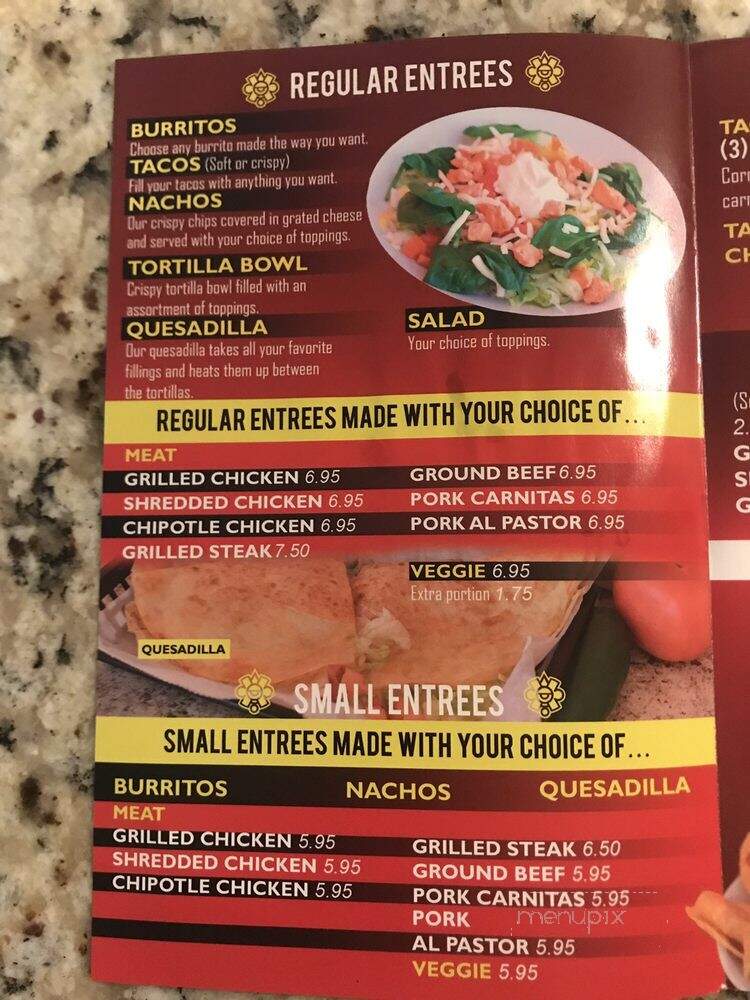 REGULAR ENTREES
BURRITOS
Choose any burrito made the way you want.
TACOS (Soft or crispy)
Fill your tacos with anything you want.
NACHOS
Our crispy chips covered in grated cheese
and served with your choice of toppings.
TORTILLA BOWL
Crispy tortilla bowl filled with an
assortment of toppings.
QUESADILLA
Our quesadilla takes all your favorite
fillings and heats them up between
the tortillas.
SALAD
Your choice of toppings.
REGULAR ENTREES MADE WITH YOUR CHOICE OF...
MEAT
GRILLED CHICKEN 6.95
SHREDDED CHICKEN 6.95
CHIPOTLE CHICKEN 6.95
GRILLED STEAK 7.50
GROUND BEEF 6.95
PORK CARNITAS 6.95
PORK AL PASTOR 6.95
VEGGIE 6.95
Extra portion 1.75
QUESADILLA
SMALL ENTREES
SMALL ENTREES MADE WITH YOUR CHOICE OF...
BURRITOS NACHOS QUESADILLA
MEAT
GRILLED CHICKEN 5.95
SHREDDED CHICKEN 5.95
CHIPOTLE CHICKEN 5.95
GRILLED STEAK 6.50
GROUND BEEF 5.95
PORK CARNITAS 5.95
PORK
AL PASTOR 5.95
VEGGIE 5.95
menupix
(3)
2.